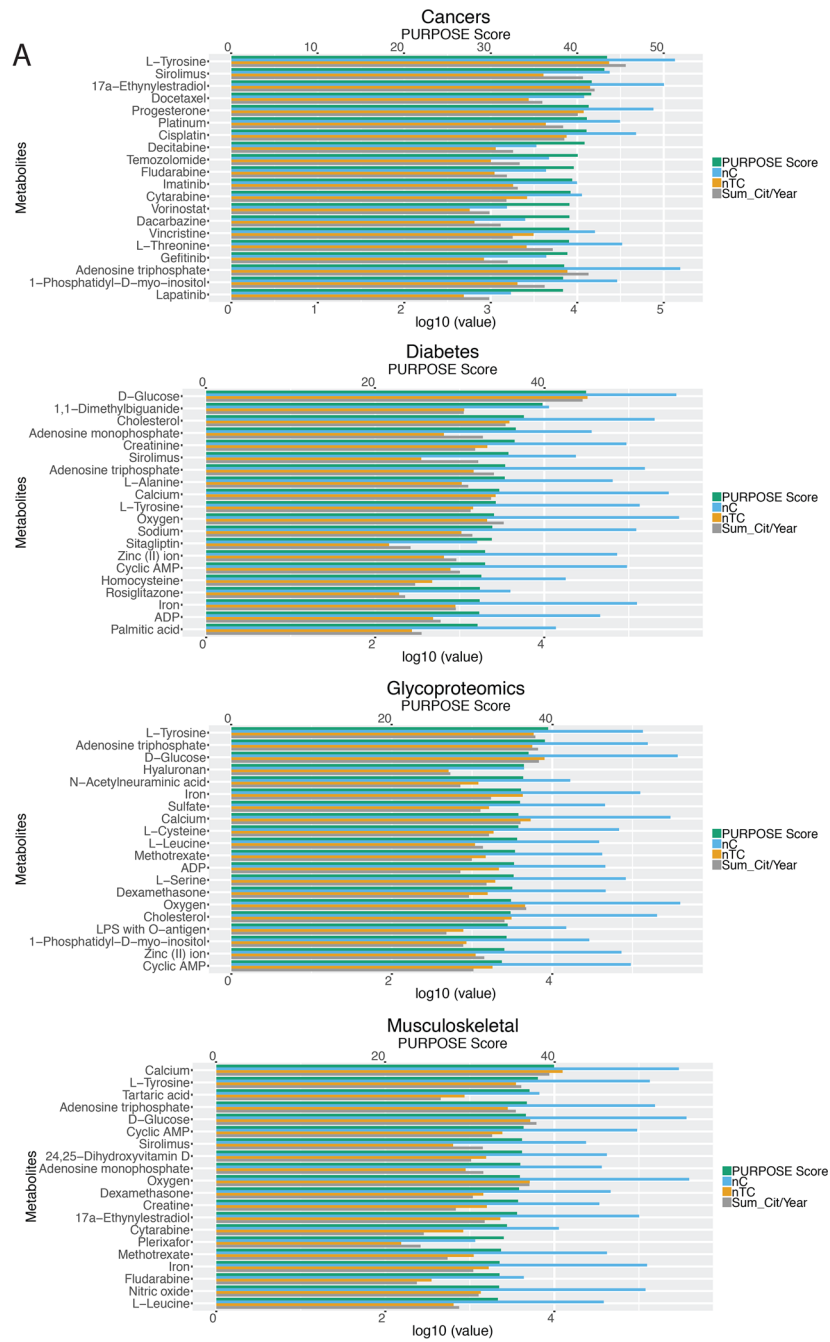 A
Cancers
PURPOSE Score
0 10 20 30 40 50
L−Tyrosine
Sirolimus
17a−Ethynylestradiol
Docetaxel
Progesterone
Platinum
Cisplatin
Decitabine
Temozolomide
Fludarabine
Imatinib
Cytarabine
Vorinostat
Dacarbazine
Vincristine
L−Threonine
Gefitinib
Adenosine triphosphate
1−Phosphatidyl−D−myo−inositol
Lapatinib
Metabolites
0 1 2 3 4 5
log10 (value)
PURPOSE Score
nC
nTC
Sum_Cit/Year
Diabetes
PURPOSE Score
0 20 40
D−Glucose
1,1−Dimethylbiguanide
Cholesterol
Adenosine monophosphate
Creatinine
Sirolimus
Adenosine triphosphate
L−Alanine
Calcium
L−Tyrosine
Oxygen
Sodium
Sitagliptin
Zinc (II) ion
Cyclic AMP
Homocysteine
Rosiglitazone
Iron
ADP
Palmitic acid
Metabolites
0 2 4
log10 (value)
PURPOSE Score
nC
nTC
Sum_Cit/Year
Glycoproteomics
PURPOSE Score
0 20 40
L−Tyrosine
Adenosine triphosphate
D−Glucose
Hyaluronan
N−Acetylneuraminic acid
Iron
Sulfate
Calcium
L−Cysteine
L−Leucine
Methotrexate
ADP
L−Serine
Dexamethasone
Oxygen
Cholesterol
LPS with O−antigen
1−Phosphatidyl−D−myo−inositol
Zinc (II) ion
Cyclic AMP
Metabolites
0 2 4
log10 (value)
PURPOSE Score
nC
nTC
Sum_Cit/Year
Musculoskeletal
PURPOSE Score
0 20 40
Calcium
L−Tyrosine
Tartaric acid
Adenosine triphosphate
D−Glucose
Cyclic AMP
Sirolimus
24,25−Dihydroxyvitamin D
Adenosine monophosphate
Oxygen
Dexamethasone
Creatine
17a−Ethynylestradiol
Cytarabine
Plerixafor
Methotrexate
Iron
Fludarabine
Nitric oxide
L−Leucine
Metabolites
0 2 4
log10 (value)
PURPOSE Score
nC
nTC
Sum_Cit/Year